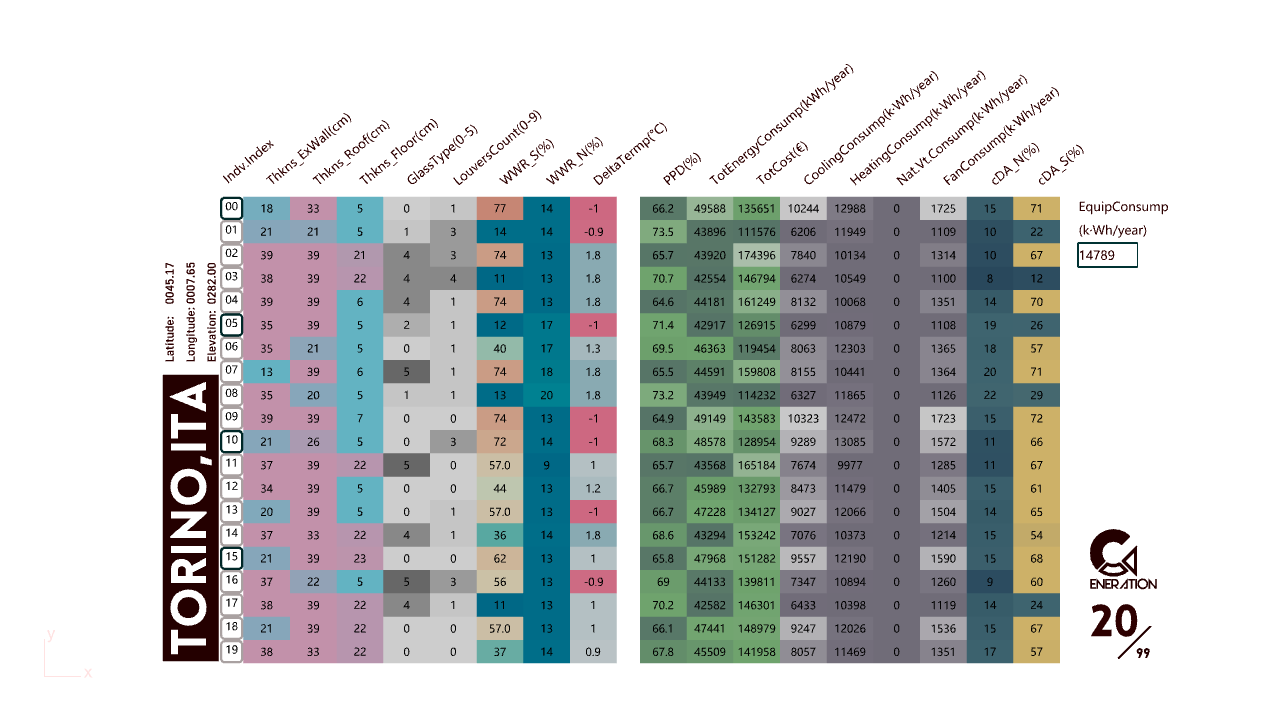 Indv.Index Thkns_ExWall(cm) Thkns_Roof(cm) Thkns_Floor(cm) GlassType(0-5) LouversCount(0-9) WWR_S(%) WWR_N(%) DeltaTermp(°C) PPD(%) TotEnergyConsump(kWh/year) TotCost(€) CoolingConsump(k·Wh/year) HeatingConsump(k·Wh/year) Nat.Vt.Consump(k·Wh/year) FanConsump(k·Wh/year) cDA_N(%) cDA_S(%)
00 18 33 5 0 1 77 14 -1 66.2 49588 135651 10244 12988 0 1725 15 71
01 21 21 5 1 3 14 14 -0.9 73.5 43896 111576 6206 11949 0 1109 10 22
02 39 39 21 4 3 74 13 1.8 65.7 43920 174396 7840 10134 0 1314 10 67
03 38 39 22 4 4 11 13 1.8 70.7 42554 146794 6274 10549 0 1100 8 12
04 39 39 6 4 1 74 13 1.8 64.6 44181 161249 8132 10068 0 1351 14 70
05 35 39 5 2 1 12 17 -1 71.4 42917 126915 6299 10879 0 1108 19 26
06 35 21 5 0 1 40 17 1.3 69.5 46363 119454 8063 12303 0 1365 18 57
07 13 39 6 5 1 74 18 1.8 65.5 44591 159808 8155 10441 0 1364 20 71
08 35 20 5 1 1 13 20 1.8 73.2 43949 114232 6327 11865 0 1126 22 29
09 39 39 7 0 0 74 13 -1 64.9 49149 143583 10323 12472 0 1723 15 72
10 21 26 5 0 3 72 14 -1 68.3 48578 128954 9289 13085 0 1572 11 66
11 37 39 22 5 0 57.0 9 1 65.7 43568 165184 7674 9977 0 1285 11 67
12 34 39 5 0 0 44 13 1.2 66.7 45989 132793 8473 11479 0 1405 15 61
13 20 39 5 0 0 57.0 13 -1 66.7 47228 134127 9027 12066 0 1504 14 65
14 37 33 22 4 1 36 14 1.8 68.6 43294 153242 7076 10373 0 1214 15 54
15 21 39 23 0 0 62 13 1 65.8 47968 151282 9557 12190 0 1590 15 68
16 37 22 5 5 3 56 13 -0.9 69 44133 139811 7347 10894 0 1260 9 60
17 38 39 22 4 1 11 13 1 70.2 42582 146301 6433 10398 0 1119 14 24
18 21 39 22 0 0 57.0 13 1 66.1 47441 148979 9247 12026 0 1536 15 67
19 38 33 22 0 0 37 14 0.9 67.8 45509 141958 8057 11469 0 1351 17 57
EquipConsump
(k·Wh/year)
14789
Latitude: 0045.17
Longitude: 0007.65
Elevation: 0282.00
TORINO,ITA
ENERATION
20/99
y
x